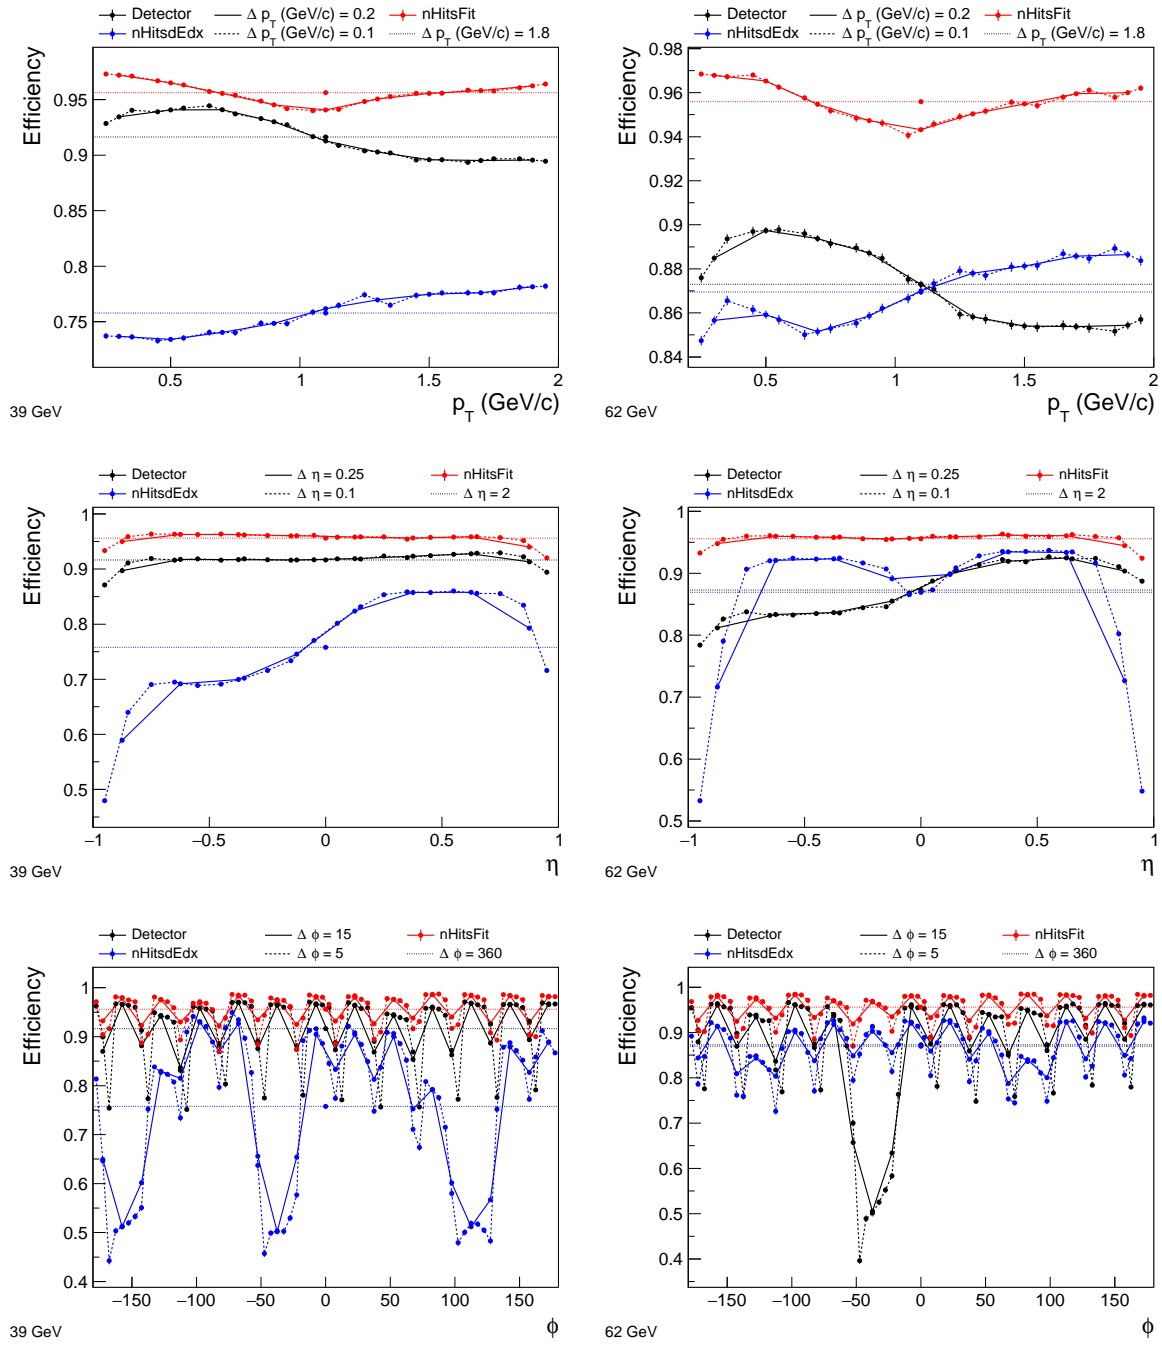 Detector Δ p_T (GeV/c) = 0.2 nHitsFit
nHitsdEdx Δ p_T (GeV/c) = 0.1 Δ p_T (GeV/c) = 1.8
Efficiency
0.95
0.9
0.85
0.8
0.75
0.5 1 1.5 2
p_T (GeV/c)
39 GeV
Detector Δ p_T (GeV/c) = 0.2 nHitsFit
nHitsdEdx Δ p_T (GeV/c) = 0.1 Δ p_T (GeV/c) = 1.8
Efficiency
0.98
0.96
0.94
0.92
0.9
0.88
0.86
0.84
0.5 1 1.5 2
p_T (GeV/c)
62 GeV
Detector Δ η = 0.25 nHitsFit
nHitsdEdx Δ η = 0.1 Δ η = 2
Efficiency
1
0.9
0.8
0.7
0.6
0.5
−1 −0.5 0 0.5 1
η
39 GeV
Detector Δ η = 0.25 nHitsFit
nHitsdEdx Δ η = 0.1 Δ η = 2
Efficiency
1
0.9
0.8
0.7
0.6
0.5
−1 −0.5 0 0.5 1
η
62 GeV
Detector Δ ϕ = 15 nHitsFit
nHitsdEdx Δ ϕ = 5 Δ ϕ = 360
Efficiency
1
0.9
0.8
0.7
0.6
0.5
0.4
−150 −100 −50 0 50 100 150
ϕ
39 GeV
Detector Δ ϕ = 15 nHitsFit
nHitsdEdx Δ ϕ = 5 Δ ϕ = 360
Efficiency
1
0.9
0.8
0.7
0.6
0.5
0.4
−150 −100 −50 0 50 100 150
ϕ
62 GeV